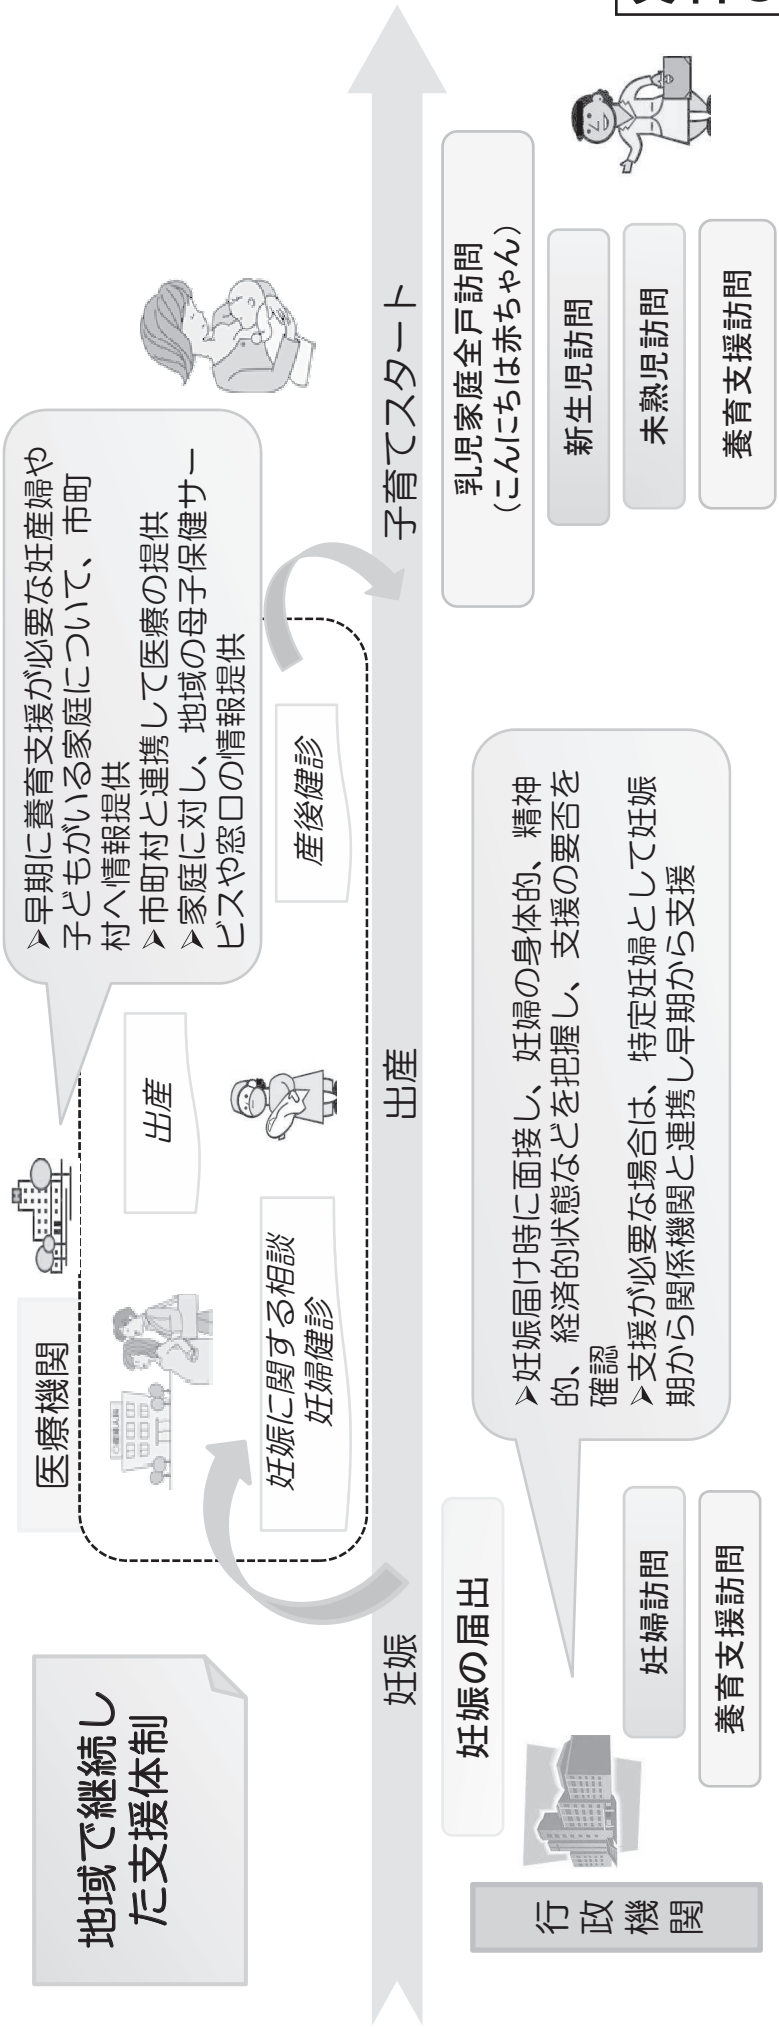 地域で継続し
た支援体制
医療機関
妊娠に関する相談
妊婦健診
出産
産後健診
➤早期に養育支援が必要な妊産婦や
子どもがいる家庭について、市町
村へ情報提供
➤市町村と連携して医療の提供
➤家庭に対し、地域の母子保健サー
ビスや窓口の情報提供
妊娠
出産
子育てスタート
行政機関
妊娠の届出
妊婦訪問
養育支援訪問
➤妊娠届け時に面接し、妊婦の身体的、精神
的、経済的状態などを把握し、支援の要否を
確認
➤支援が必要な場合は、特定妊婦として妊娠
期から関係機関と連携し早期から支援
乳児家庭全戸訪問
（こんにちは赤ちゃん）
新生児訪問
未熟児訪問
養育支援訪問